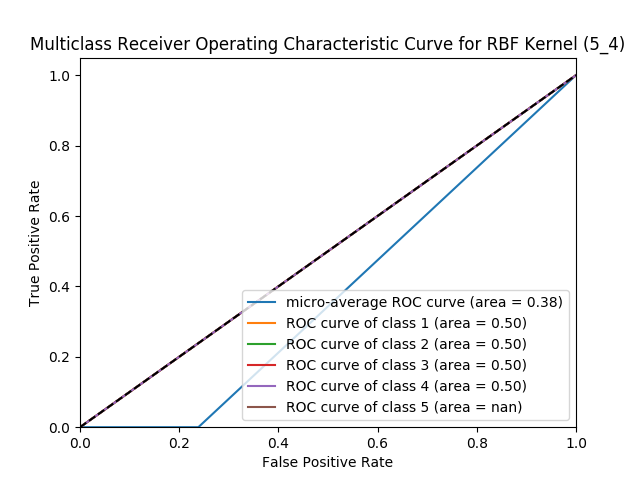 Multiclass Receiver Operating Characteristic Curve for RBF Kernel (5_4)
1.0
0.8
0.6
0.4
0.2
0.0
True Positive Rate
micro-average ROC curve (area = 0.38)
ROC curve of class 1 (area = 0.50)
ROC curve of class 2 (area = 0.50)
ROC curve of class 3 (area = 0.50)
ROC curve of class 4 (area = 0.50)
ROC curve of class 5 (area = nan)
0.0 0.2 0.4 0.6 0.8 1.0
False Positive Rate